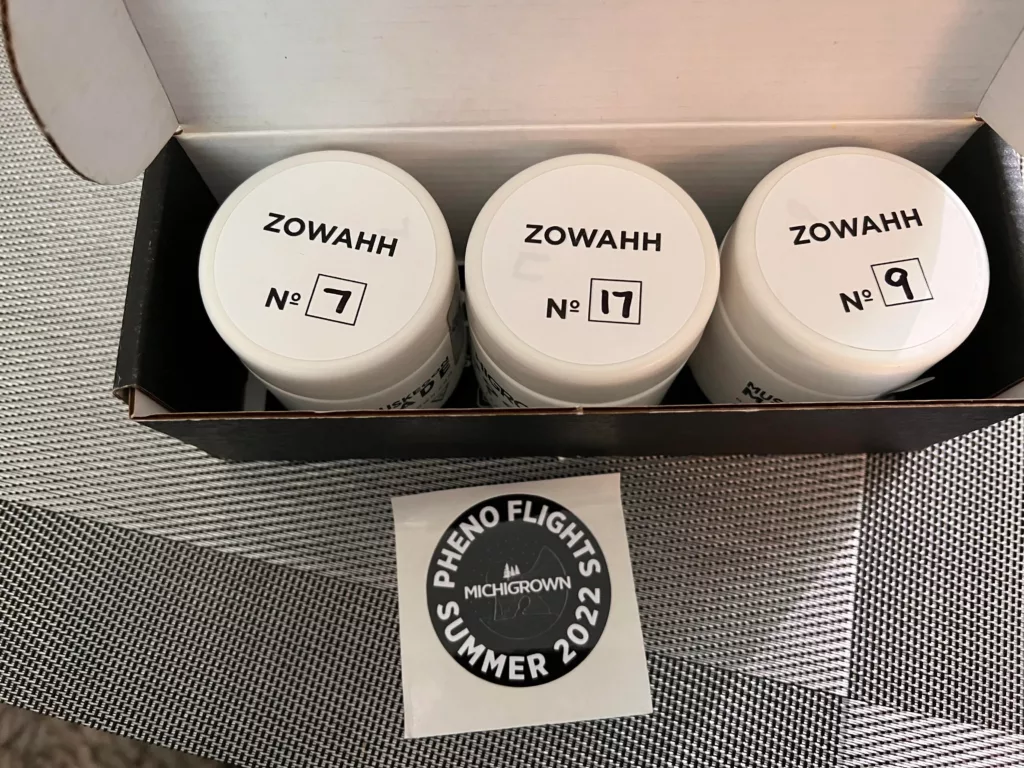 ZOWAHH
Nº 7
ZOWAHH
Nº 17
ZOWAHH
Nº 9
PHENO FLIGHTS
MICHIGROWN
SUMMER 2022